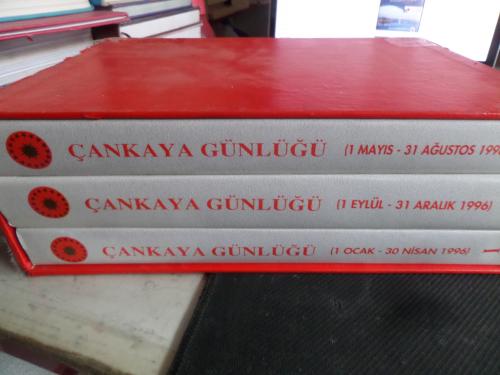 ÇANKAYA GÜNLÜĞÜ (1 MAYIS - 31 AĞUSTOS 199
ÇANKAYA GÜNLÜĞÜ (1 EYLÜL - 31 ARALIK 1996)
ÇANKAYA GÜNLÜĞÜ (1 OCAK - 30 NİSAN 1996)